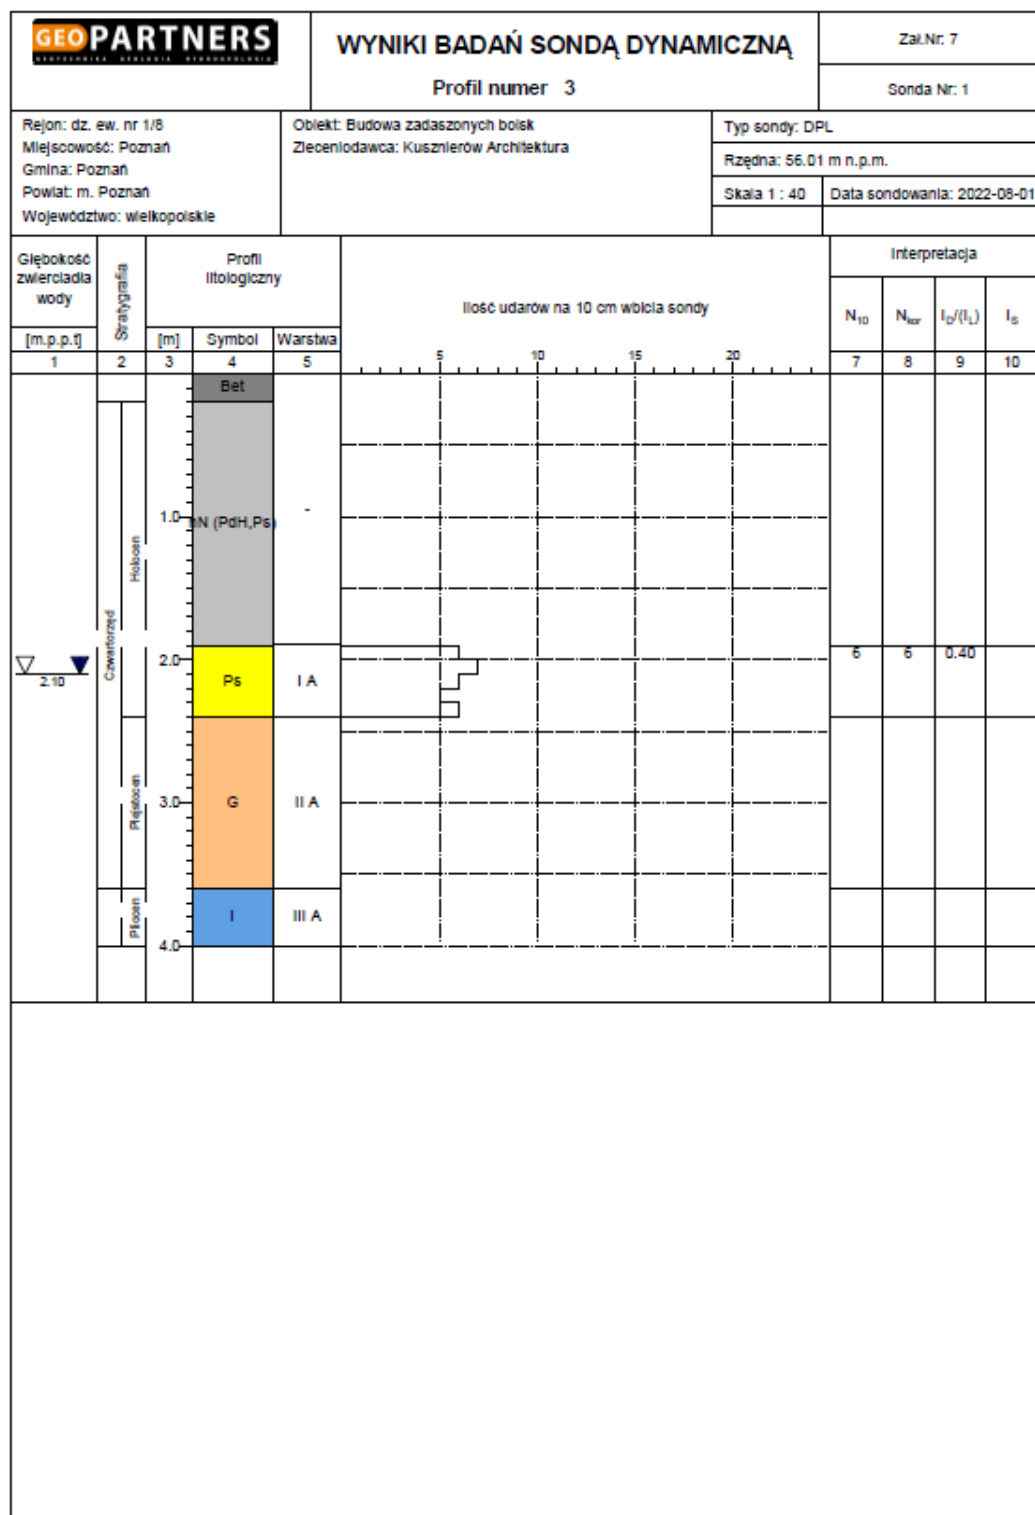 GEOPARTNERS
GEOTECHNIKA GEOLOGIA HYDROGEOLOGIA
WYNIKI BADAŃ SONDĄ DYNAMICZNĄ
Profil numer 3
Zał.Nr: 7
Sonda Nr: 1
Rejon: dz. ew. nr 1/8
Miejscowość: Poznań
Gmina: Poznań
Powiat: m. Poznań
Województwo: wielkopolskie
Obiekt: Budowa zadaszonych boisk
Zleceniodawca: Kusznierów Architektura
Typ sondy: DPL
Rzędna: 56.01 m n.p.m.
Skala 1 : 40
Data sondowania: 2022-08-01
Głębokość
zwierciadła
wody
[m.p.p.t]
Stratygrafia
Profil
litologiczny
[m]
Symbol
Warstwa
Ilość udarów na 10 cm wbicia sondy
Interpretacja
N10
Nkor
ID/(IL)
IS
5 10 15 20
1 2 3 4 5 7 8 9 10
Bet
1.0
nN (PdH,Ps)
-
Holocen
Czwartorzęd
2.0
2.10
Ps
I A
6 6 0.40
Plejstocen
3.0
G
II A
Pliocen
I
III A
4.0